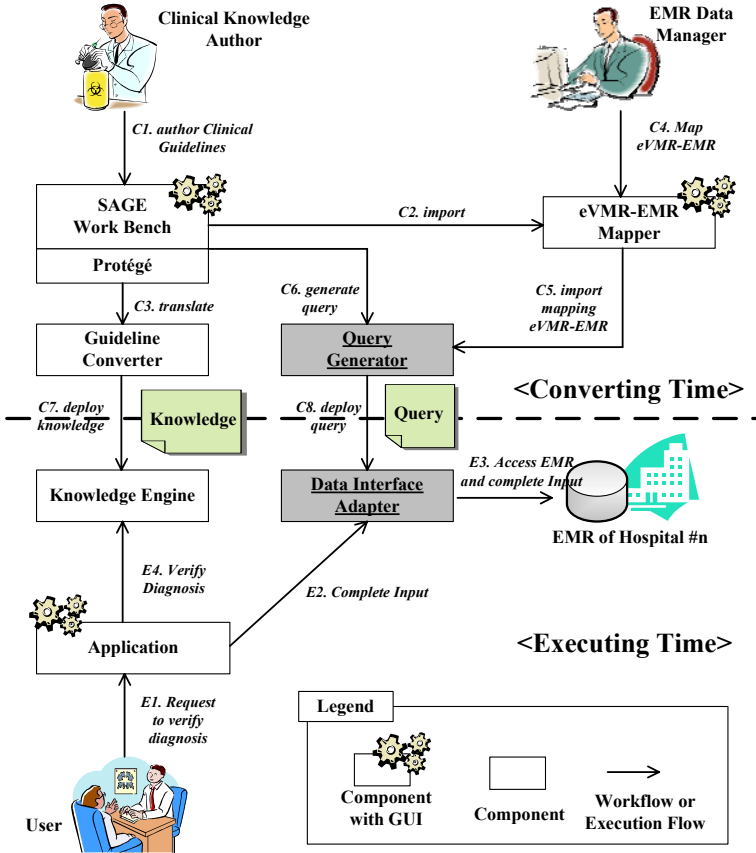 Clinical Knowledge
Author
EMR Data
Manager
C1. author Clinical
Guidelines
C4. Map
eVMR-EMR
SAGE
Work Bench
C2. import
eVMR-EMR
Mapper
Protégé
C3. translate
C6. generate
query
C5. import
mapping
eVMR-EMR
Guideline
Converter
Query
Generator
<Converting Time>
C7. deploy
knowledge
Knowledge
C8. deploy
query
Query
Knowledge Engine
Data Interface
Adapter
E3. Access EMR
and complete Input
EMR of Hospital #n
E4. Verify
Diagnosis
E2. Complete Input
Application
<Executing Time>
E1. Request
to verify
diagnosis
User
Legend
Component
with GUI
Component
Workflow or
Execution Flow